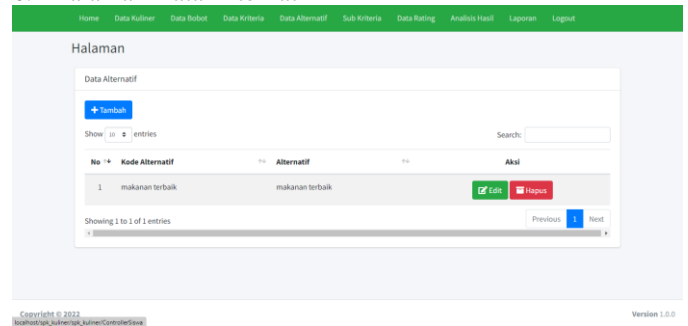 Home Data Kuliner Data Bobot Data Kriteria Data Alternatif Sub Kriteria Data Rating Analisis Hasil Laporan Logout
Halaman
Data Alternatif
+ Tambah
Show 10 entries Search:
No Kode Alternatif Alternatif Aksi
1 makanan terbaik makanan terbaik Edit Hapus
Showing 1 to 1 of 1 entries Previous 1 Next
Copyright © 2022 Version 1.0.0
localhost/spk_kuliner/spk_kuliner/ControllerSiswa